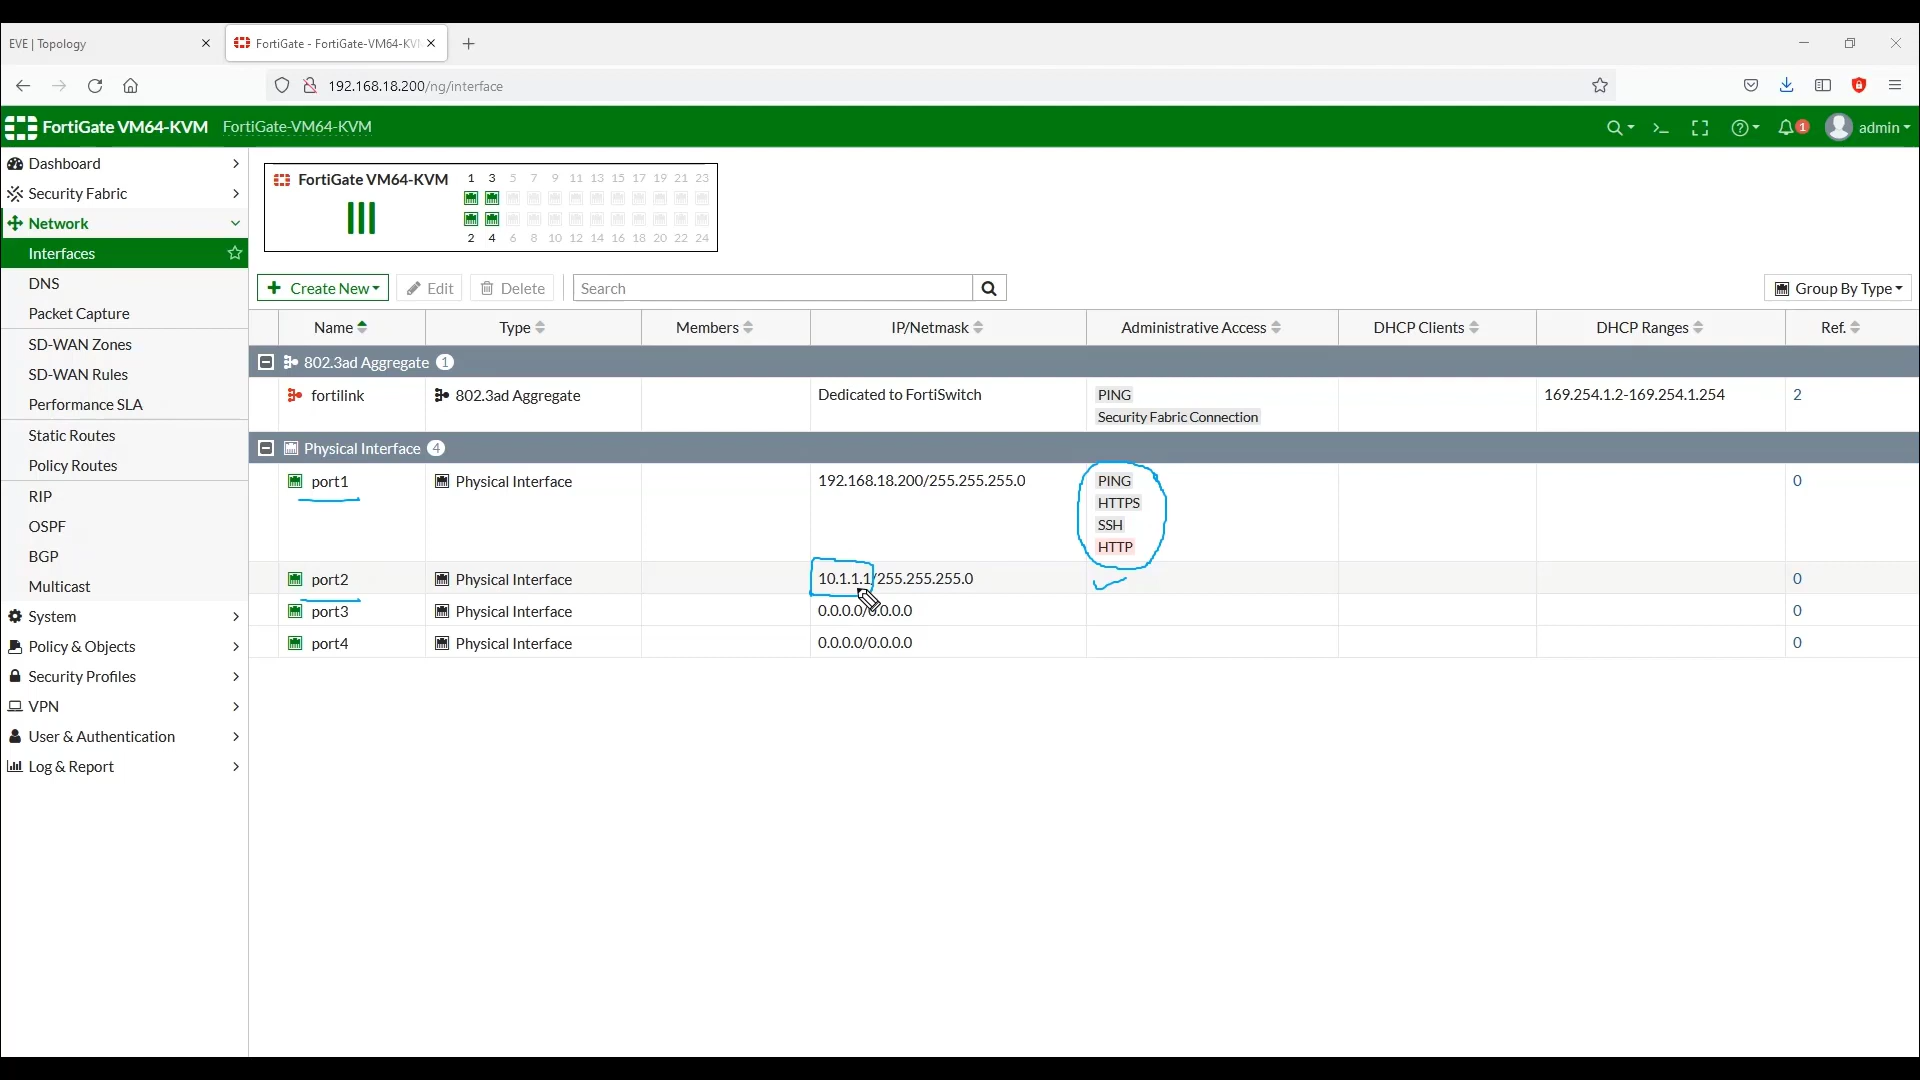 EVE | Topology
FortiGate - FortiGate-VM64-KV
192.168.18.200/ng/interface
FortiGate VM64-KVM FortiGate-VM64-KVM
1 admin
Dashboard
Security Fabric
Network
Interfaces
DNS
Packet Capture
SD-WAN Zones
SD-WAN Rules
Performance SLA
Static Routes
Policy Routes
RIP
OSPF
BGP
Multicast
System
Policy & Objects
Security Profiles
VPN
User & Authentication
Log & Report
FortiGate VM64-KVM
1 3 5 7 9 11 13 15 17 19 21 23
2 4 6 8 10 12 14 16 18 20 22 24
Create New Edit Delete Search Group By Type
Name Type Members IP/Netmask Administrative Access DHCP Clients DHCP Ranges Ref.
802.3ad Aggregate 1
fortilink 802.3ad Aggregate Dedicated to FortiSwitch PING 169.254.1.2-169.254.1.254 2
Security Fabric Connection
Physical Interface 4
port1 Physical Interface 192.168.18.200/255.255.255.0 PING 0
HTTPS
SSH
HTTP
port2 Physical Interface 10.1.1.1/255.255.255.0 0
port3 Physical Interface 0.0.0.0/0.0.0.0 0
port4 Physical Interface 0.0.0.0/0.0.0.0 0